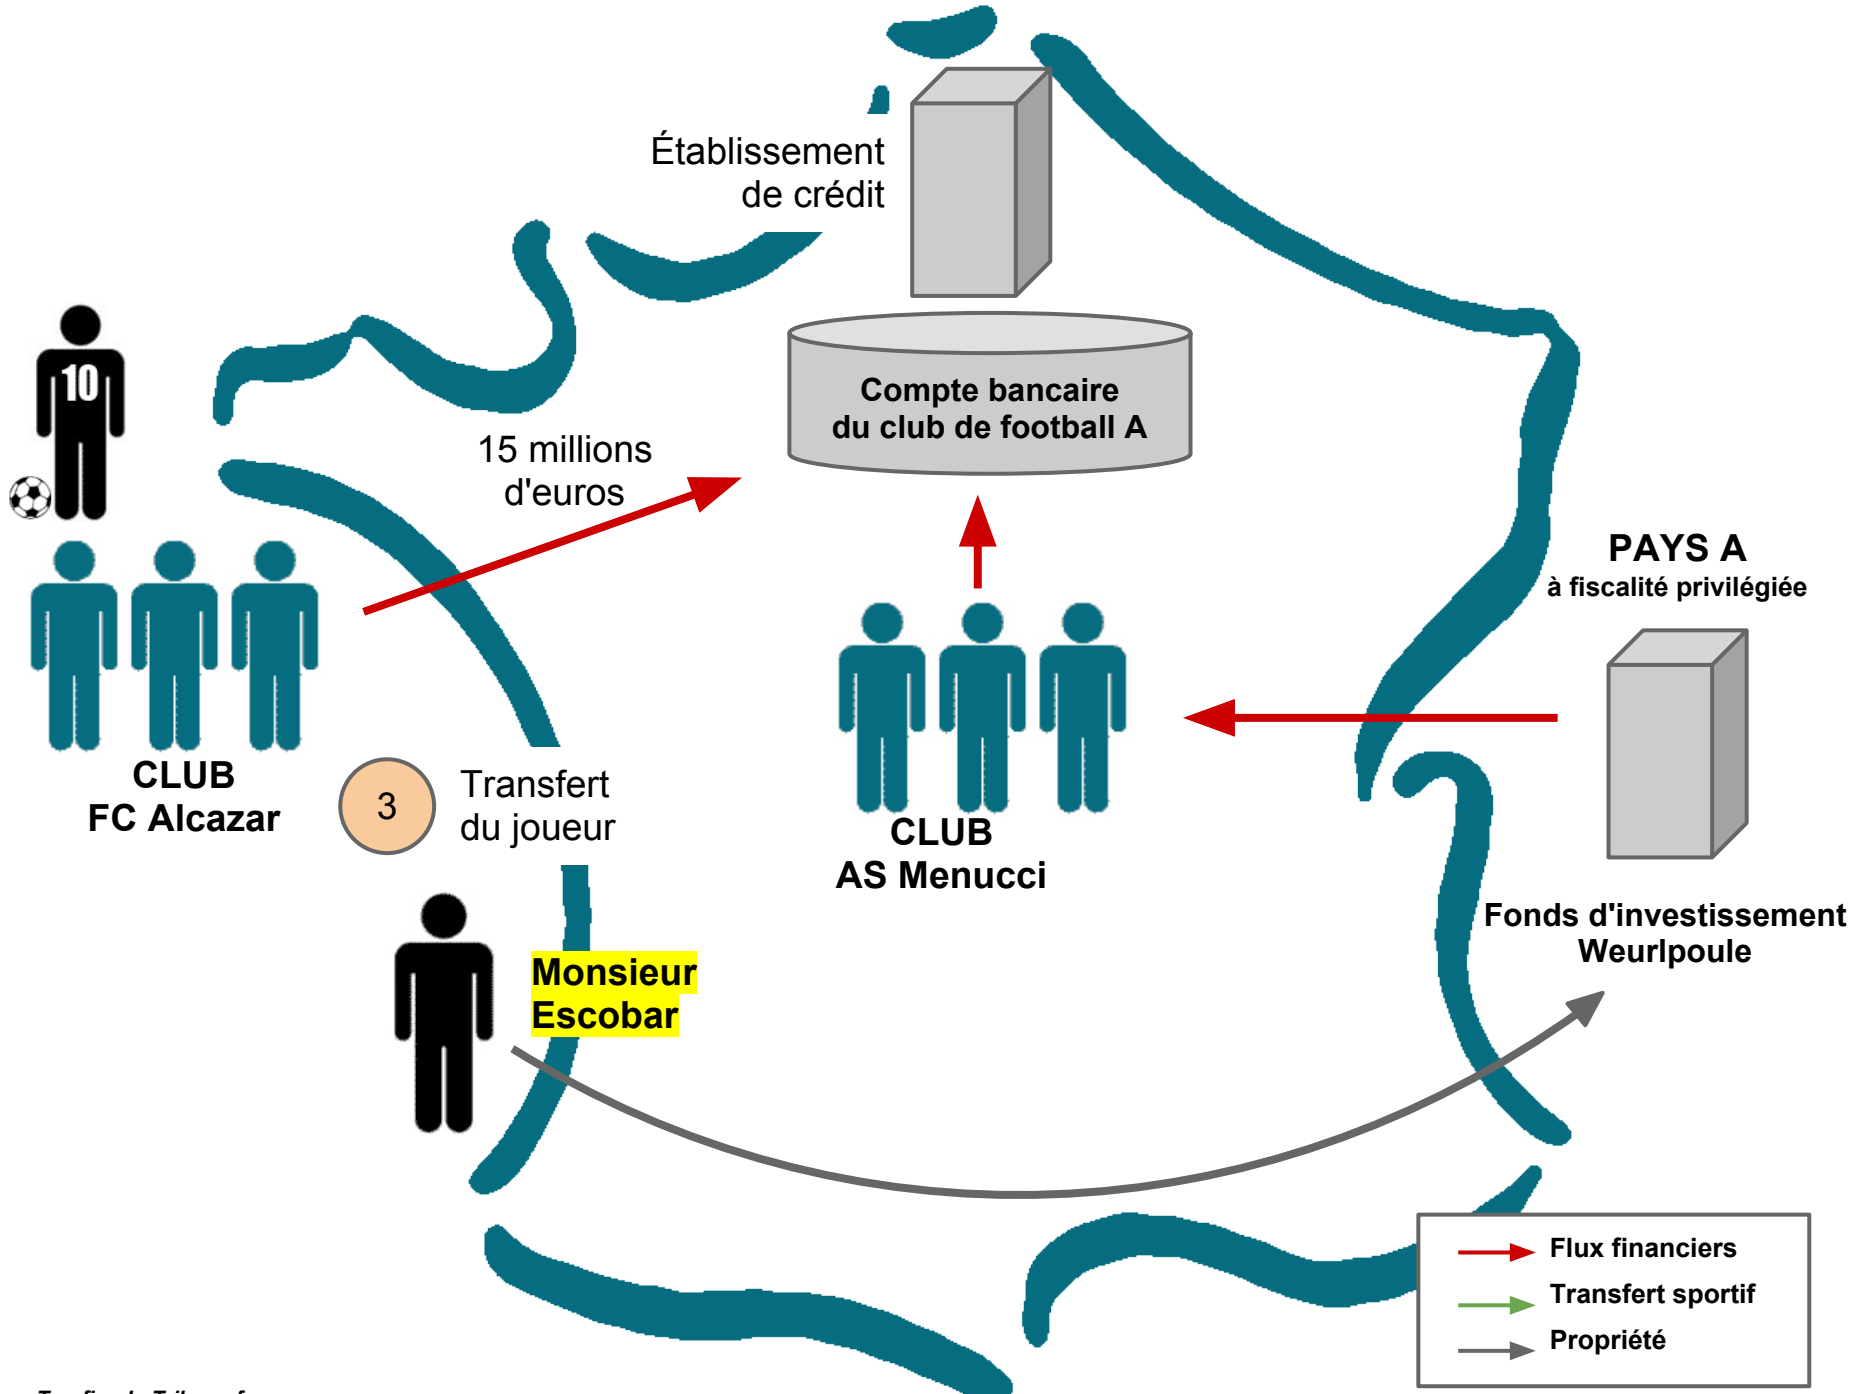 Établissement
de crédit
10
Compte bancaire
du club de football A
15 millions
d'euros
PAYS A
à fiscalité privilégiée
CLUB
FC Alcazar
3
Transfert
du joueur
CLUB
AS Menucci
Fonds d'investissement
Weurlpoule
Monsieur
Escobar
Flux financiers
Transfert sportif
Propriété